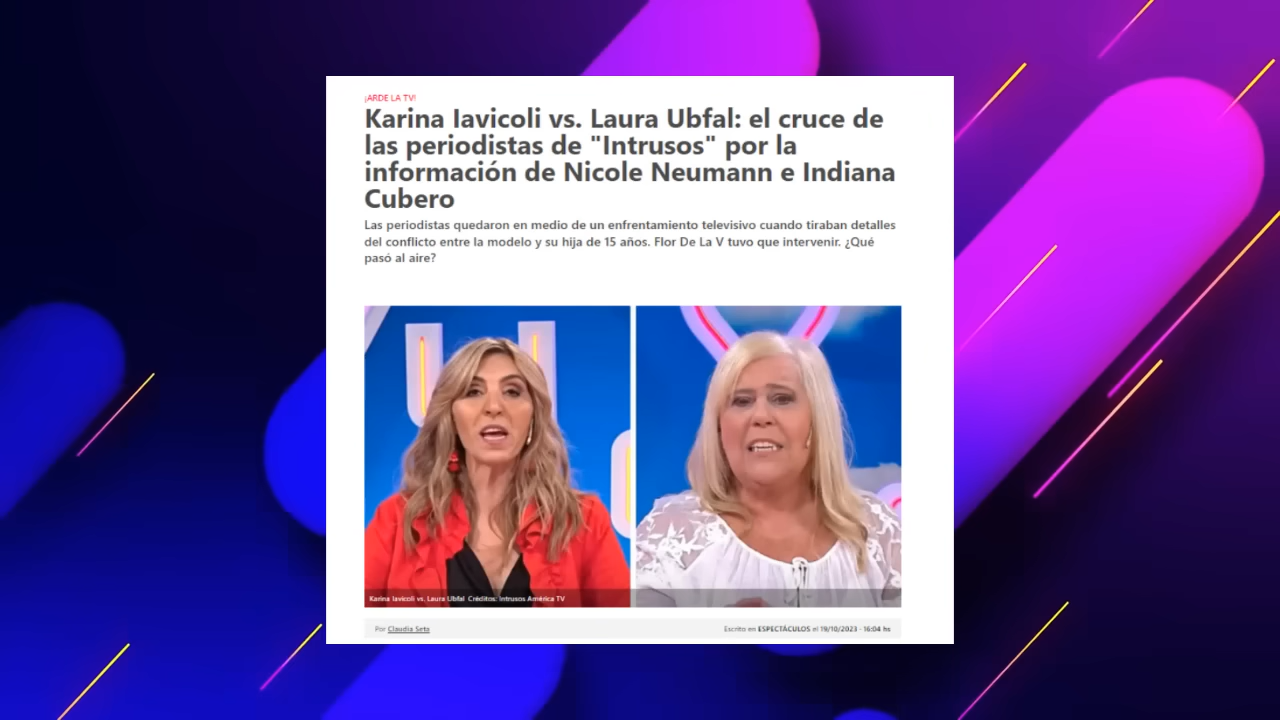 ¡ARDE LA TV!
Karina Iavicoli vs. Laura Ubfal: el cruce de
las periodistas de "Intrusos" por la
información de Nicole Neumann e Indiana
Cubero
Las periodistas quedaron en medio de un enfrentamiento televisivo cuando tiraban detalles
del conflicto entre la modelo y su hija de 15 años. Flor De La V tuvo que intervenir. ¿Qué
pasó al aire?
Karina Iavicoli vs. Laura Ubfal Créditos: Intrusos América TV
Por Claudia Seta
Escrito en ESPECTÁCULOS el 19/10/2023 · 16:04 hs